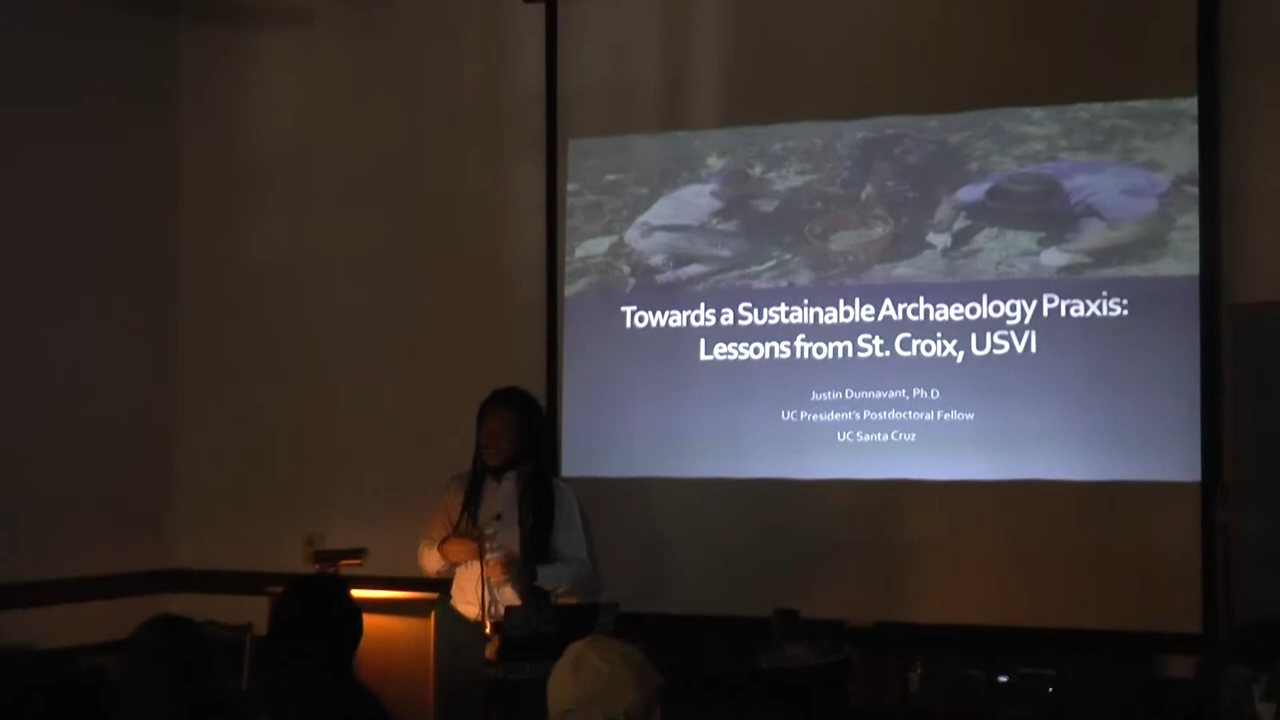 Towards a Sustainable Archaeology Praxis:
Lessons from St. Croix, USVI
Justin Dunnavant, Ph.D.
UC President's Postdoctoral Fellow
UC Santa Cruz